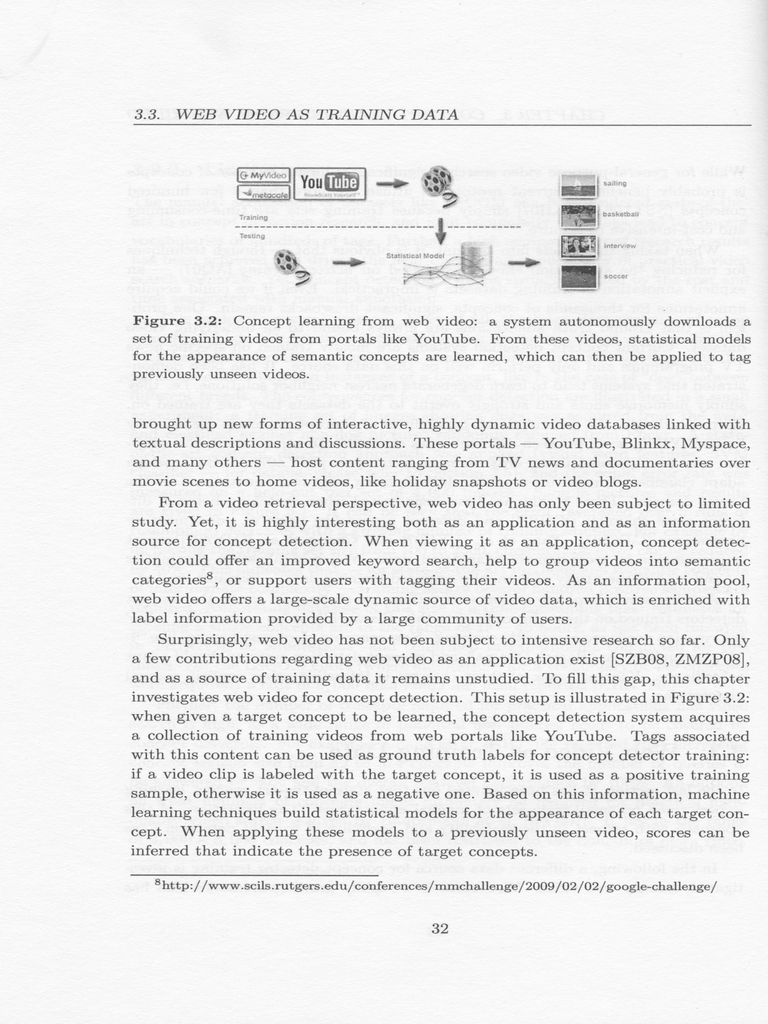 3.3. WEB VIDEO AS TRAINING DATA
MyVideo
YouTube
Broadcast Yourself™
metacafe
Training
Testing
Statistical Model
sailing
basketball
interview
soccer
Figure 3.2: Concept learning from web video: a system autonomously downloads a
set of training videos from portals like YouTube. From these videos, statistical models
for the appearance of semantic concepts are learned, which can then be applied to tag
previously unseen videos.
brought up new forms of interactive, highly dynamic video databases linked with
textual descriptions and discussions. These portals — YouTube, Blinkx, Myspace,
and many others — host content ranging from TV news and documentaries over
movie scenes to home videos, like holiday snapshots or video blogs.
From a video retrieval perspective, web video has only been subject to limited
study. Yet, it is highly interesting both as an application and as an information
source for concept detection. When viewing it as an application, concept detec-
tion could offer an improved keyword search, help to group videos into semantic
categories⁸, or support users with tagging their videos. As an information pool,
web video offers a large-scale dynamic source of video data, which is enriched with
label information provided by a large community of users.
Surprisingly, web video has not been subject to intensive research so far. Only
a few contributions regarding web video as an application exist [SZB08, ZMZP08],
and as a source of training data it remains unstudied. To fill this gap, this chapter
investigates web video for concept detection. This setup is illustrated in Figure 3.2:
when given a target concept to be learned, the concept detection system acquires
a collection of training videos from web portals like YouTube. Tags associated
with this content can be used as ground truth labels for concept detector training:
if a video clip is labeled with the target concept, it is used as a positive training
sample, otherwise it is used as a negative one. Based on this information, machine
learning techniques build statistical models for the appearance of each target con-
cept. When applying these models to a previously unseen video, scores can be
inferred that indicate the presence of target concepts.
⁸http://www.scils.rutgers.edu/conferences/mmchallenge/2009/02/02/google-challenge/
32